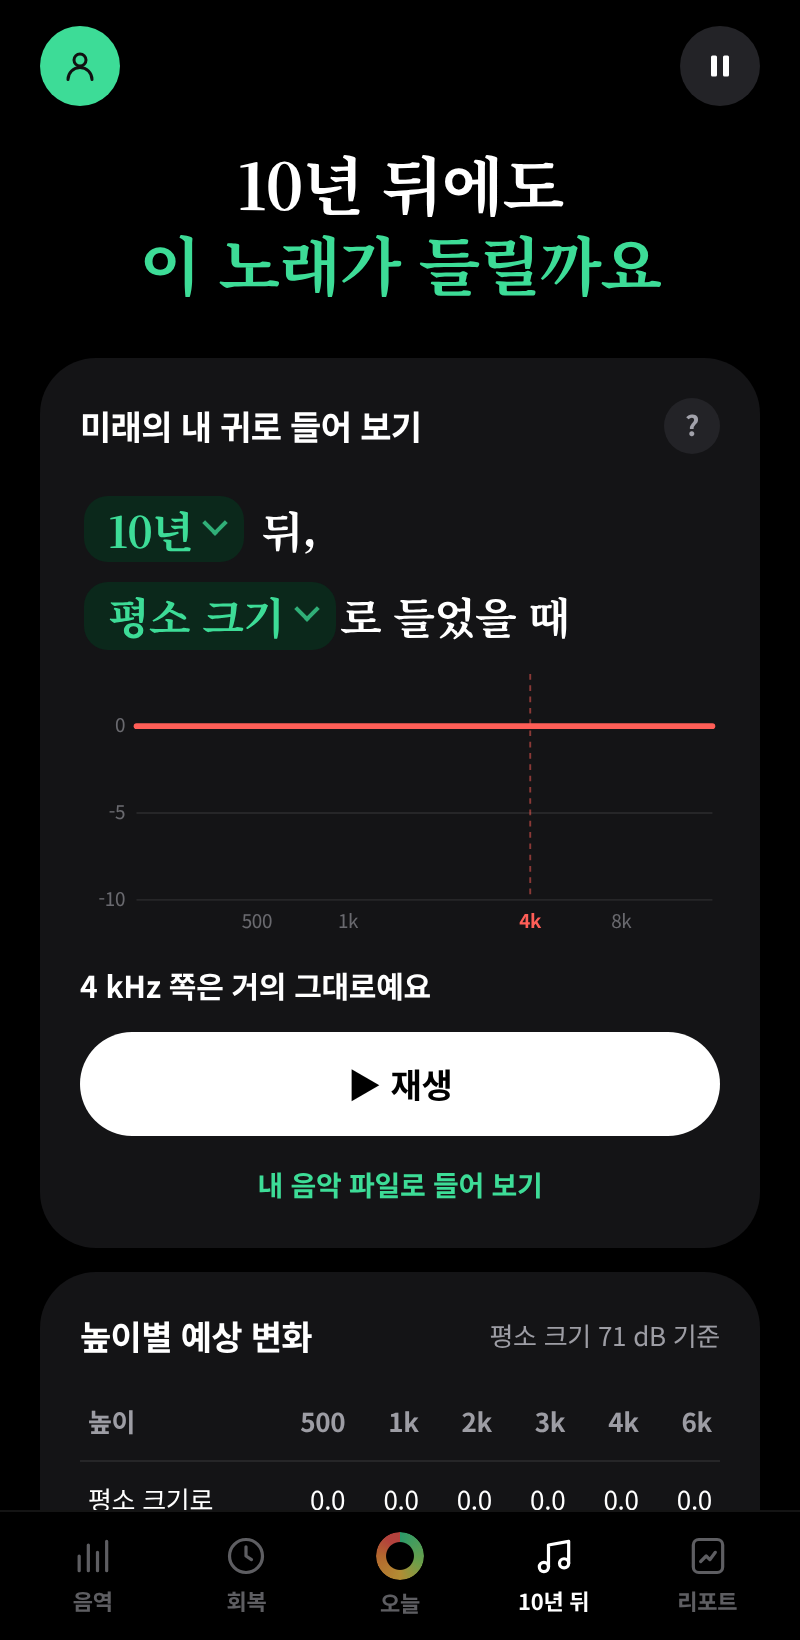 10년 뒤에도
이 노래가 들릴까요
미래의 내 귀로 들어 보기
?
10년 뒤,
평소 크기로 들었을 때
0
-5
-10
500 1k 4k 8k
4 kHz 쪽은 거의 그대로예요
▶ 재생
내 음악 파일로 들어 보기
높이별 예상 변화 평소 크기 71 dB 기준
높이 500 1k 2k 3k 4k 6k
평소 크기로 0.0 0.0 0.0 0.0 0.0 0.0
음역 회복 오늘 10년 뒤 리포트